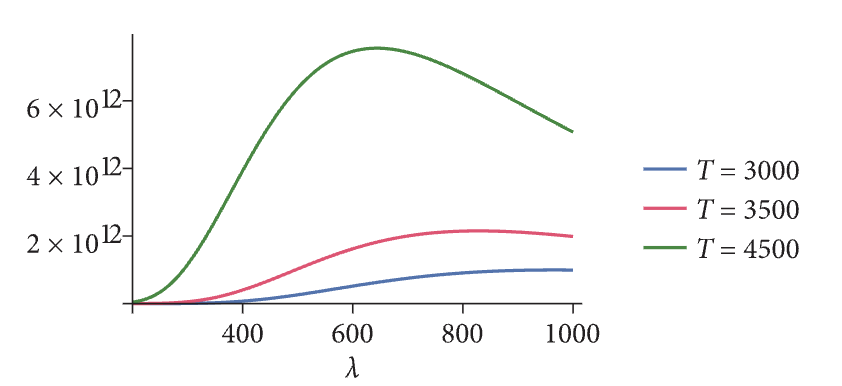 6 × 10¹²
4 × 10¹²
2 × 10¹²
400 600 800 1000
λ
T = 3000
T = 3500
T = 4500